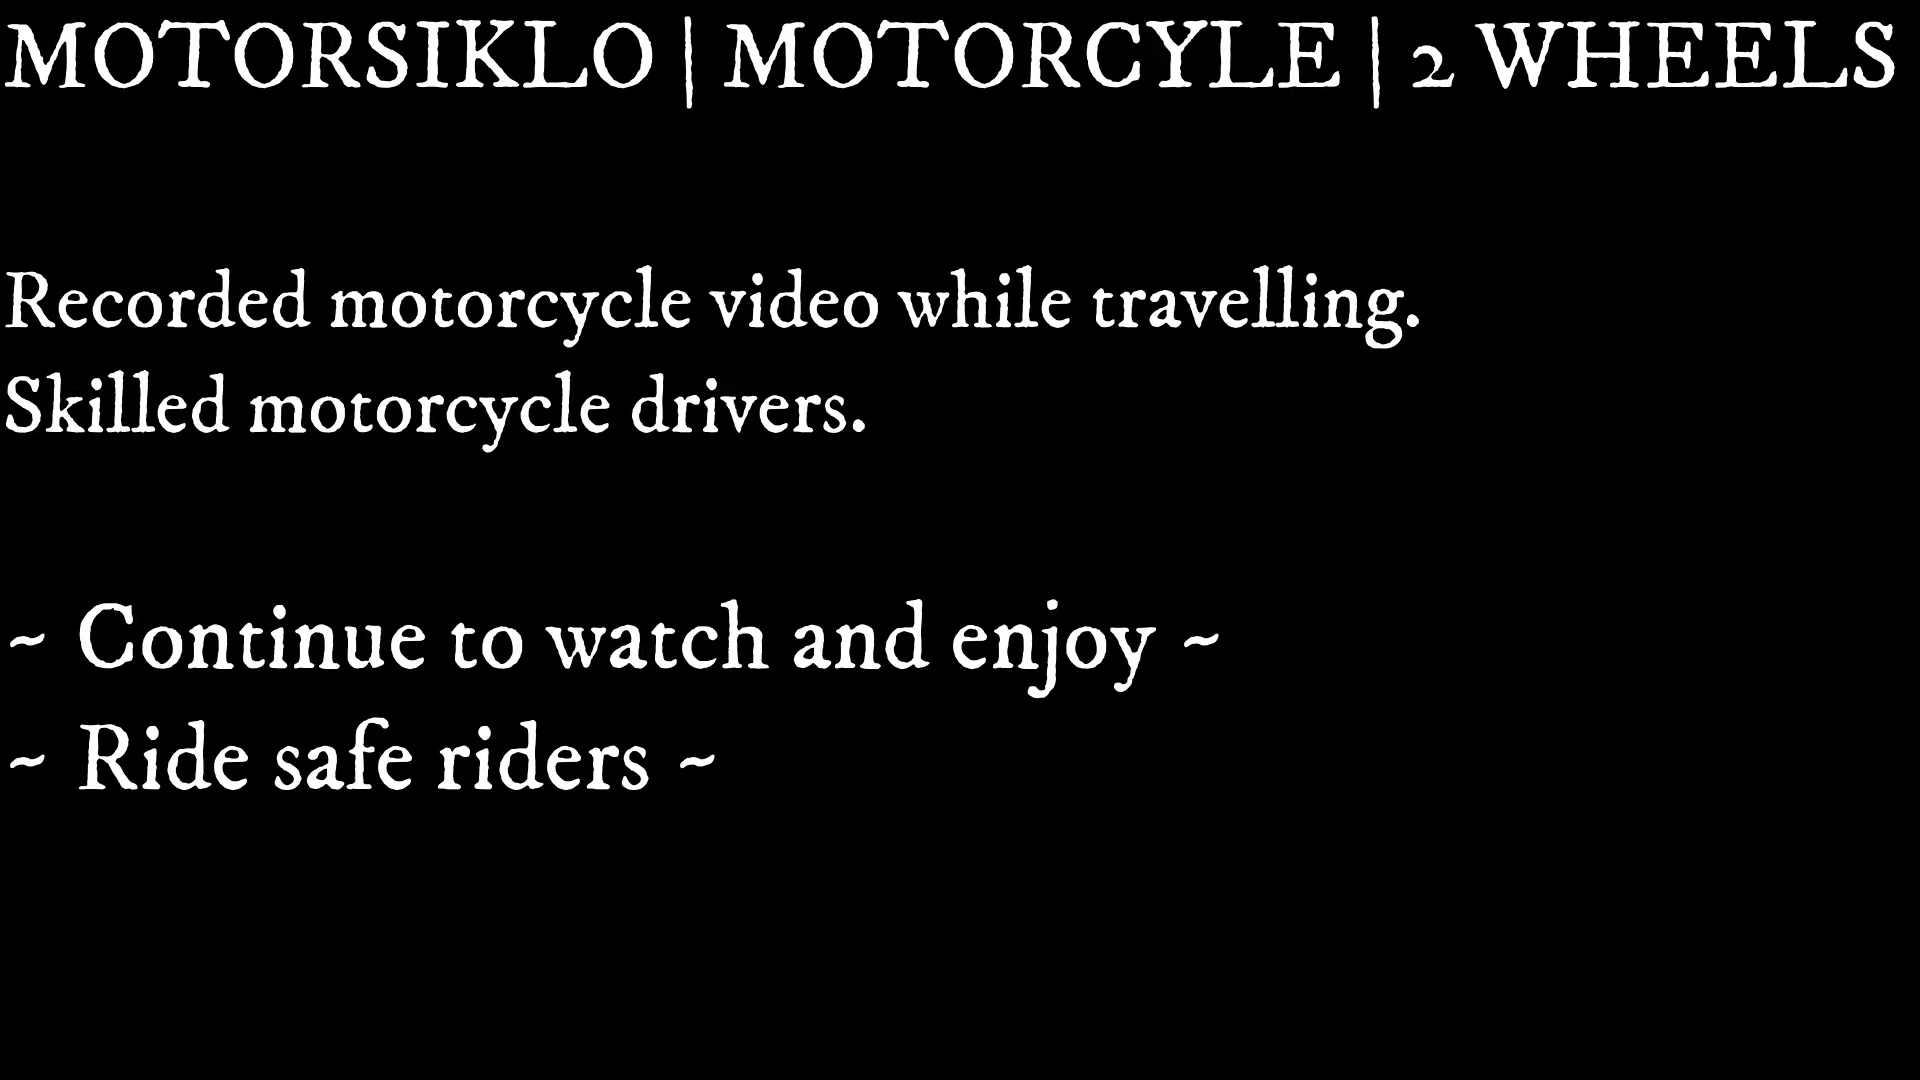 MOTORSIKLO | MOTORCYLE | 2 WHEELS
Recorded motorcycle video while travelling.
Skilled motorcycle drivers.
~ Continue to watch and enjoy ~
~ Ride safe riders ~